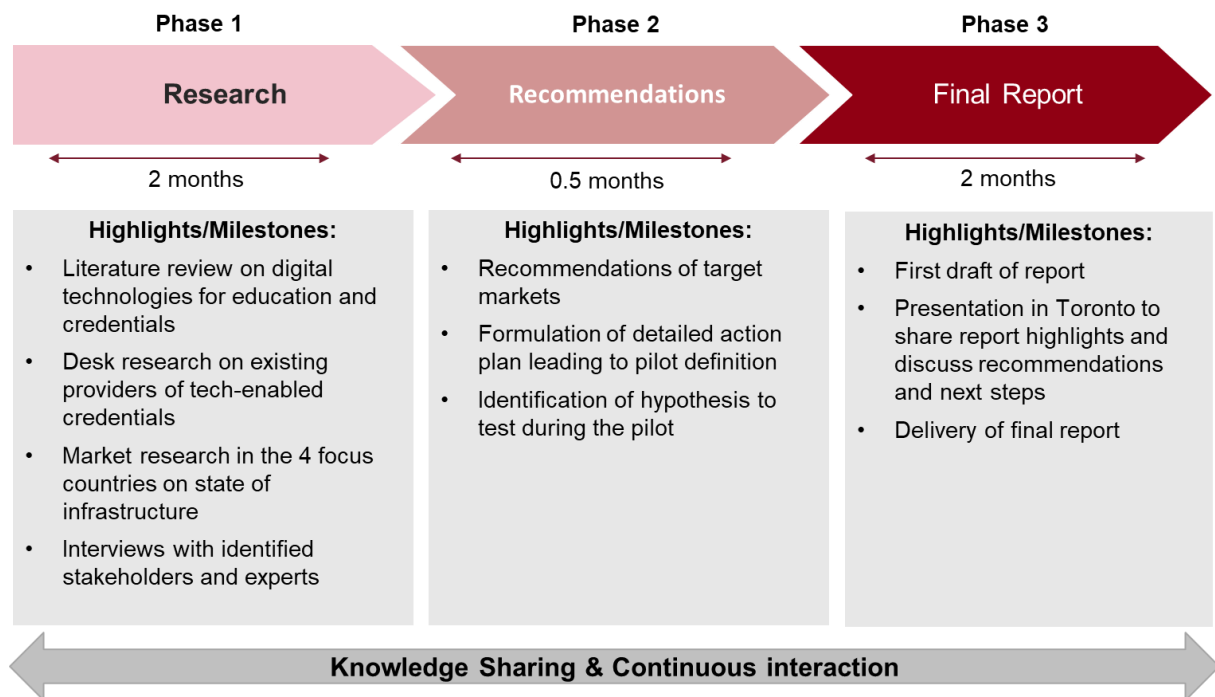 Phase 1
Phase 2
Phase 3
Research
Recommendations
Final Report
2 months
0.5 months
2 months
Highlights/Milestones:
• Literature review on digital
technologies for education and
credentials
• Desk research on existing
providers of tech-enabled
credentials
• Market research in the 4 focus
countries on state of
infrastructure
• Interviews with identified
stakeholders and experts
Highlights/Milestones:
• Recommendations of target
markets
• Formulation of detailed action
plan leading to pilot definition
• Identification of hypothesis to
test during the pilot
Highlights/Milestones:
• First draft of report
• Presentation in Toronto to
share report highlights and
discuss recommendations
and next steps
• Delivery of final report
Knowledge Sharing & Continuous interaction